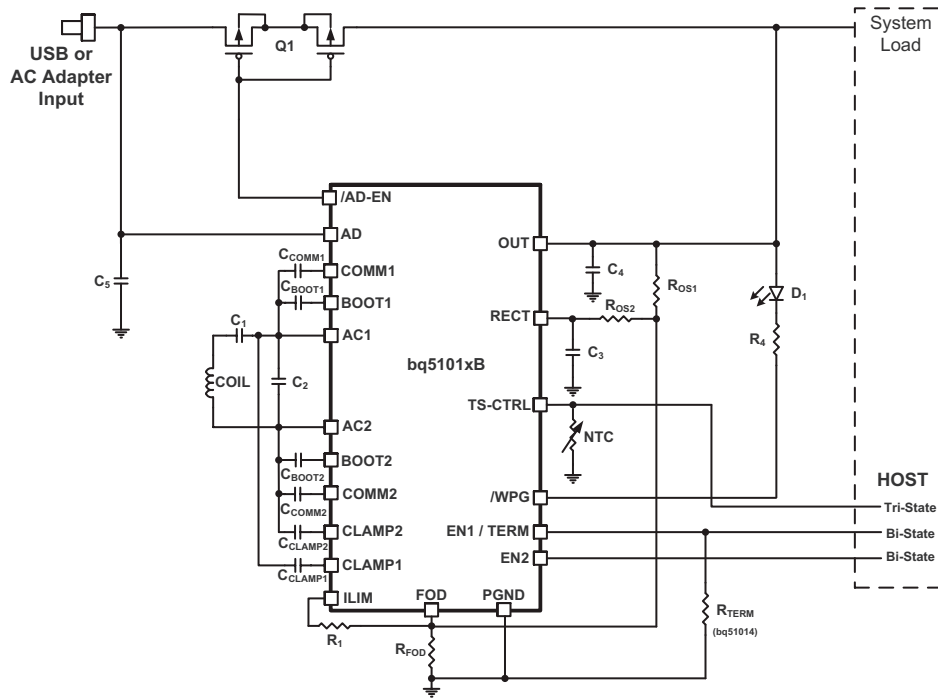 System
Load
Q1
USB or
AC Adapter
Input
/AD-EN
AD
OUT
CCOMM1
COMM1
C4
C5
CBOOT1
BOOT1
ROS1
D1
C1
ROS2
RECT
AC1
R4
bq5101xB
C3
COIL
C2
TS-CTRL
AC2
NTC
BOOT2
CBOOT2
HOST
COMM2
/WPG
CCOMM2
Tri-State
CLAMP2
EN1 / TERM
Bi-State
CCLAMP2
EN2
Bi-State
CLAMP1
CCLAMP1
ILIM
FOD
PGND
RTERM
(bq51014)
R1
RFOD